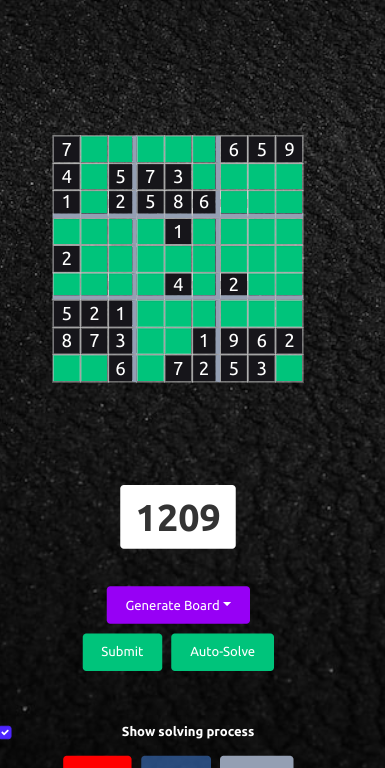 7 6 5 9
4 5 7 3
1 2 5 8 6
1
2
4 2
5 2 1
8 7 3 1 9 6 2
6 7 2 5 3
1209
Generate Board
Submit Auto-Solve
Show solving process